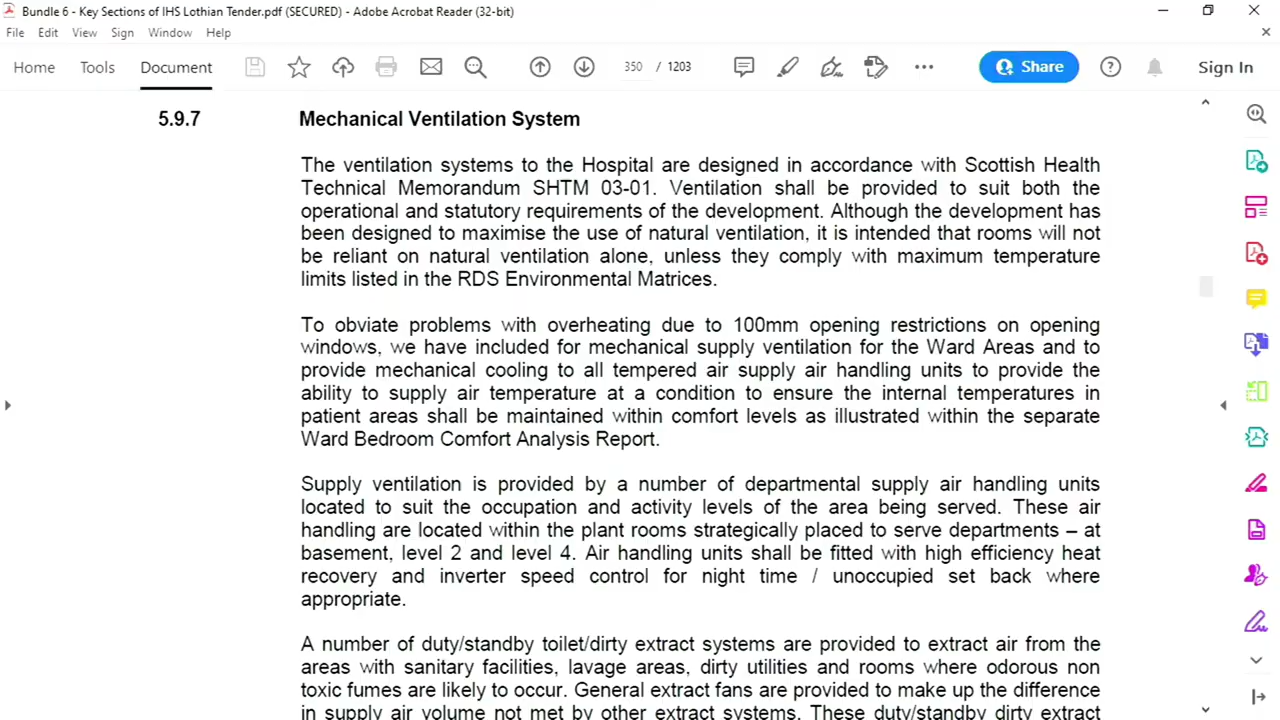 Bundle 6 - Key Sections of IHS Lothian Tender.pdf (SECURED) - Adobe Acrobat Reader (32-bit)
File Edit View Sign Window Help
Home Tools Document 350 / 1203 Share Sign In
5.9.7 Mechanical Ventilation System
The ventilation systems to the Hospital are designed in accordance with Scottish Health
Technical Memorandum SHTM 03-01. Ventilation shall be provided to suit both the
operational and statutory requirements of the development. Although the development has
been designed to maximise the use of natural ventilation, it is intended that rooms will not
be reliant on natural ventilation alone, unless they comply with maximum temperature
limits listed in the RDS Environmental Matrices.
To obviate problems with overheating due to 100mm opening restrictions on opening
windows, we have included for mechanical supply ventilation for the Ward Areas and to
provide mechanical cooling to all tempered air supply air handling units to provide the
ability to supply air temperature at a condition to ensure the internal temperatures in
patient areas shall be maintained within comfort levels as illustrated within the separate
Ward Bedroom Comfort Analysis Report.
Supply ventilation is provided by a number of departmental supply air handling units
located to suit the occupation and activity levels of the area being served. These air
handling are located within the plant rooms strategically placed to serve departments – at
basement, level 2 and level 4. Air handling units shall be fitted with high efficiency heat
recovery and inverter speed control for night time / unoccupied set back where
appropriate.
A number of duty/standby toilet/dirty extract systems are provided to extract air from the
areas with sanitary facilities, lavage areas, dirty utilities and rooms where odorous non
toxic fumes are likely to occur. General extract fans are provided to make up the difference
in supply air volume not met by other extract systems. These duty/standby dirty extract